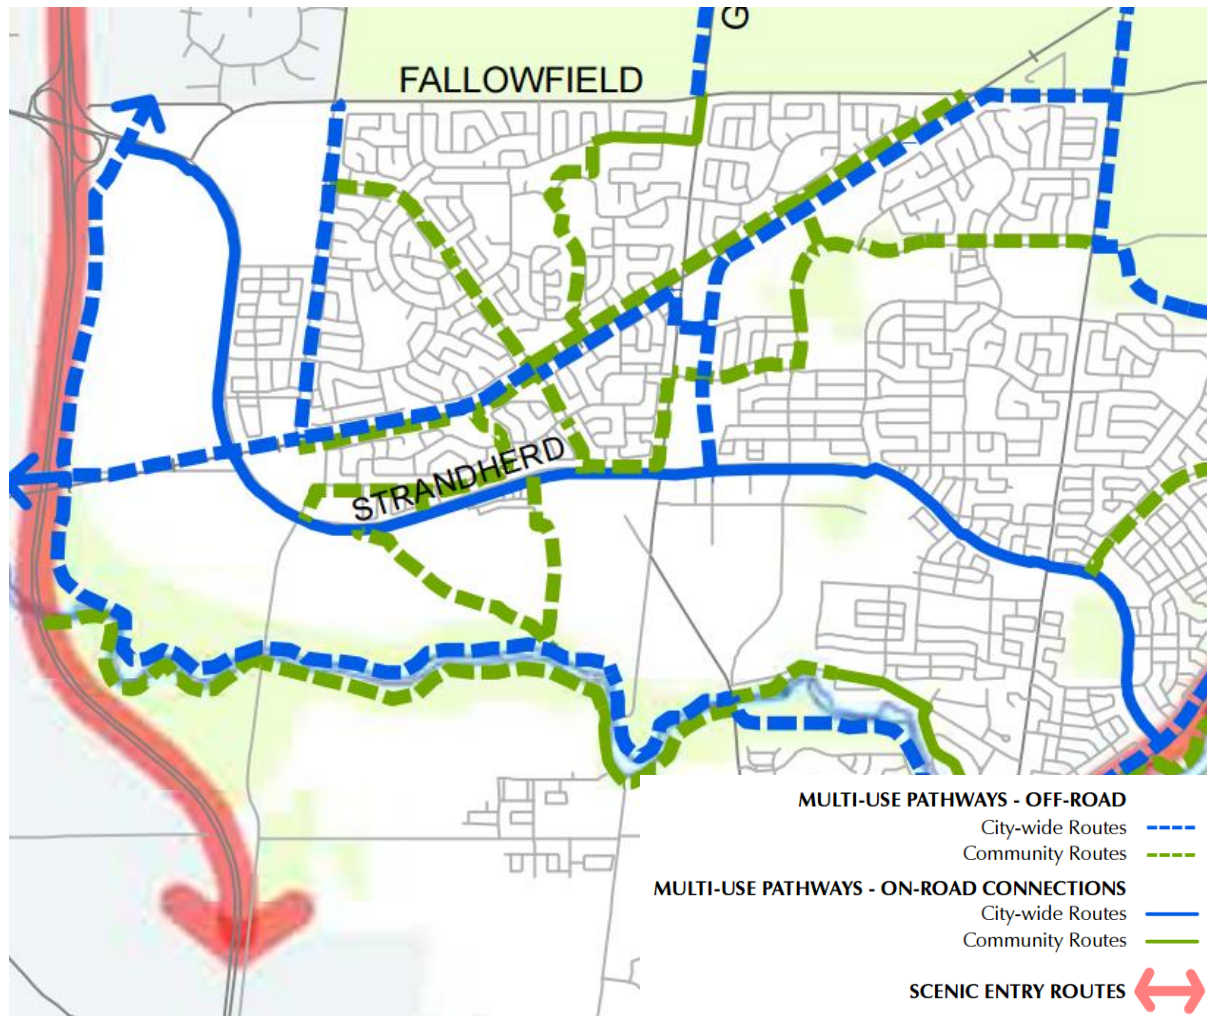 G
FALLOWFIELD
STRANDHERD
MULTI-USE PATHWAYS - OFF-ROAD
City-wide Routes
Community Routes
MULTI-USE PATHWAYS - ON-ROAD CONNECTIONS
City-wide Routes
Community Routes
SCENIC ENTRY ROUTES